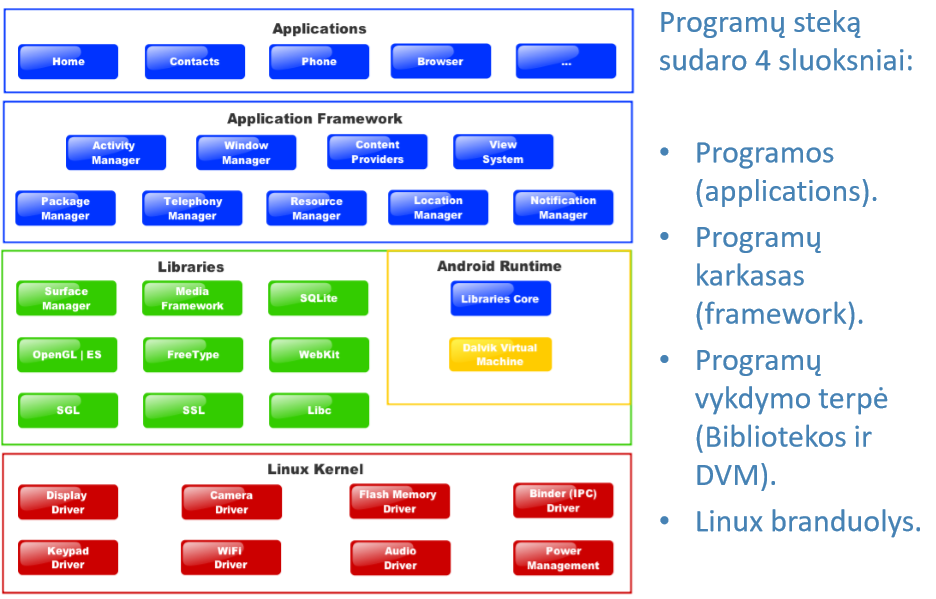 Applications
Home
Contacts
Phone
Browser
...
Application Framework
Activity
Manager
Window
Manager
Content
Providers
View
System
Package
Manager
Telephony
Manager
Resource
Manager
Location
Manager
Notification
Manager
Libraries
Surface
Manager
Media
Framework
SQLite
OpenGL | ES
FreeType
WebKit
SGL
SSL
Libc
Android Runtime
Libraries Core
Dalvik Virtual
Machine
Linux Kernel
Display
Driver
Camera
Driver
Flash Memory
Driver
Binder (IPC)
Driver
Keypad
Driver
WiFi
Driver
Audio
Driver
Power
Management
Programų steką
sudaro 4 sluoksniai:
• Programos
(applications).
• Programų
karkasas
(framework).
• Programų
vykdymo terpė
(Bibliotekos ir
DVM).
• Linux branduolys.